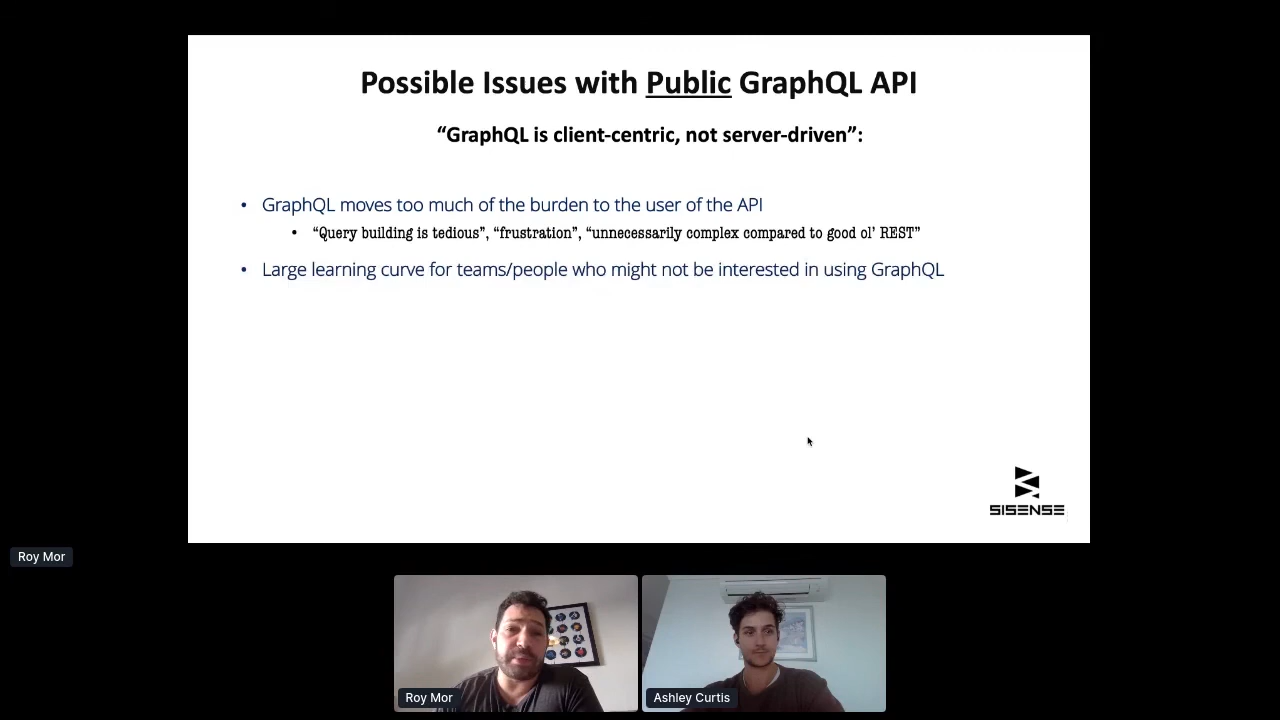 Possible Issues with Public GraphQL API
“GraphQL is client-centric, not server-driven”:
• GraphQL moves too much of the burden to the user of the API
• “Query building is tedious”, “frustration”, “unnecessarily complex compared to good ol’ REST”
• Large learning curve for teams/people who might not be interested in using GraphQL
SISENSE
Roy Mor
Roy Mor
Ashley Curtis